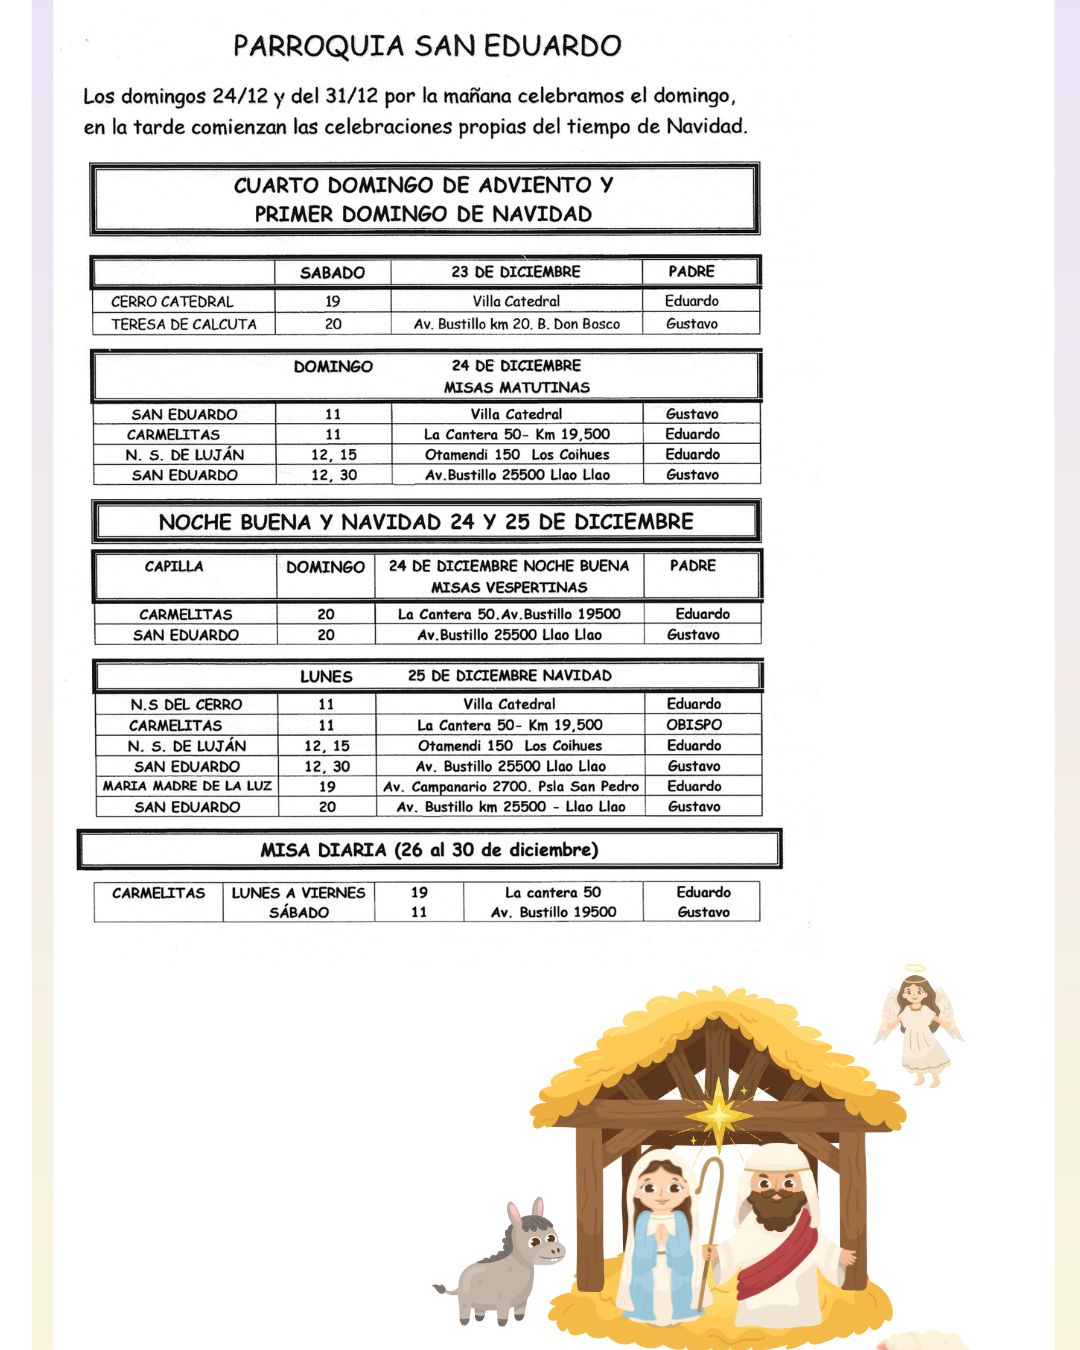 PARROQUIA SAN EDUARDO
Los domingos 24/12 y del 31/12 por la mañana celebramos el domingo,
en la tarde comienzan las celebraciones propias del tiempo de Navidad.
CUARTO DOMINGO DE ADVIENTO Y
PRIMER DOMINGO DE NAVIDAD
SABADO 23 DE DICIEMBRE PADRE
CERRO CATEDRAL 19 Villa Catedral Eduardo
TERESA DE CALCUTA 20 Av. Bustillo km 20. B. Don Bosco Gustavo
DOMINGO 24 DE DICIEMBRE
MISAS MATUTINAS
SAN EDUARDO 11 Villa Catedral Gustavo
CARMELITAS 11 La Cantera 50- Km 19,500 Eduardo
N. S. DE LUJÁN 12, 15 Otamendi 150 Los Coihues Eduardo
SAN EDUARDO 12, 30 Av.Bustillo 25500 Llao Llao Gustavo
NOCHE BUENA Y NAVIDAD 24 Y 25 DE DICIEMBRE
CAPILLA DOMINGO 24 DE DICIEMBRE NOCHE BUENA PADRE
MISAS VESPERTINAS
CARMELITAS 20 La Cantera 50.Av.Bustillo 19500 Eduardo
SAN EDUARDO 20 Av.Bustillo 25500 Llao Llao Gustavo
LUNES 25 DE DICIEMBRE NAVIDAD
N.S DEL CERRO 11 Villa Catedral Eduardo
CARMELITAS 11 La Cantera 50- Km 19,500 OBISPO
N. S. DE LUJÁN 12, 15 Otamendi 150 Los Coihues Eduardo
SAN EDUARDO 12, 30 Av. Bustillo 25500 Llao Llao Gustavo
MARIA MADRE DE LA LUZ 19 Av. Campanario 2700. Psla San Pedro Eduardo
SAN EDUARDO 20 Av. Bustillo km 25500 - Llao Llao Gustavo
MISA DIARIA (26 al 30 de diciembre)
CARMELITAS LUNES A VIERNES 19 La cantera 50 Eduardo
SÁBADO 11 Av. Bustillo 19500 Gustavo